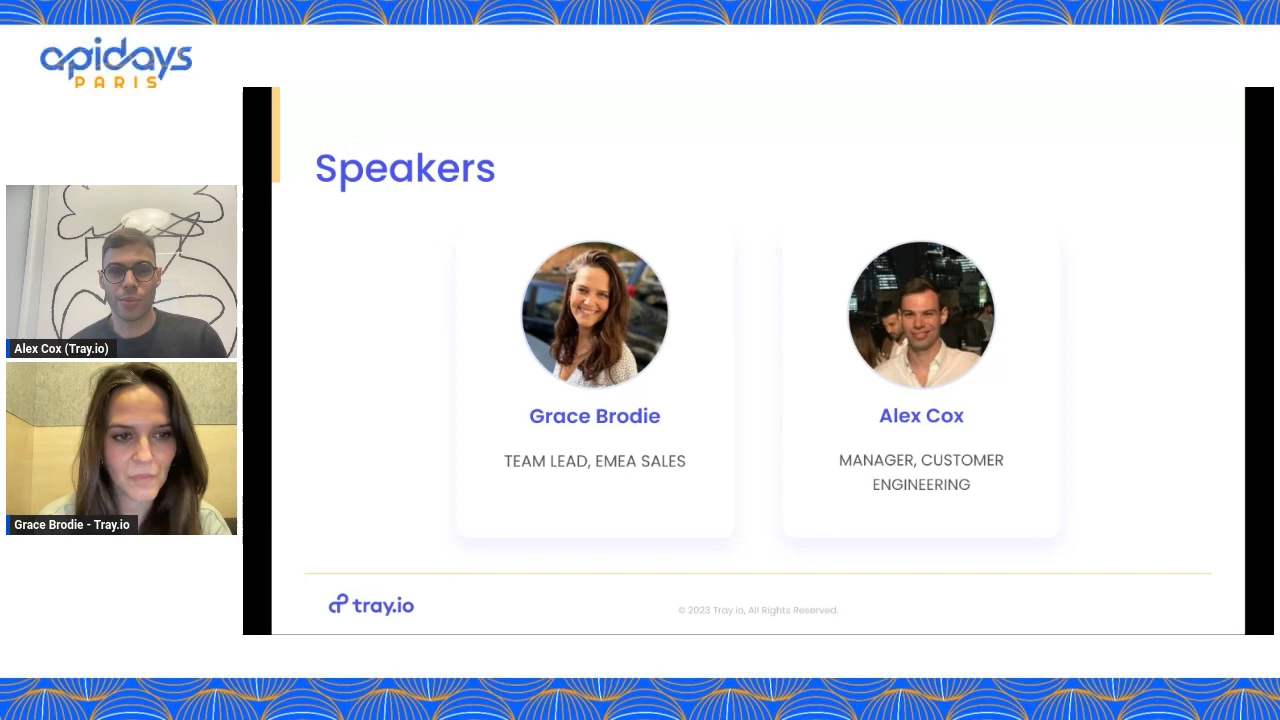 apidays
PARIS
Speakers
Alex Cox (Tray.io)
Grace Brodie - Tray.io
Grace Brodie
TEAM LEAD, EMEA SALES
Alex Cox
MANAGER, CUSTOMER
ENGINEERING
tray.io
© 2023 Tray.io, All Rights Reserved.